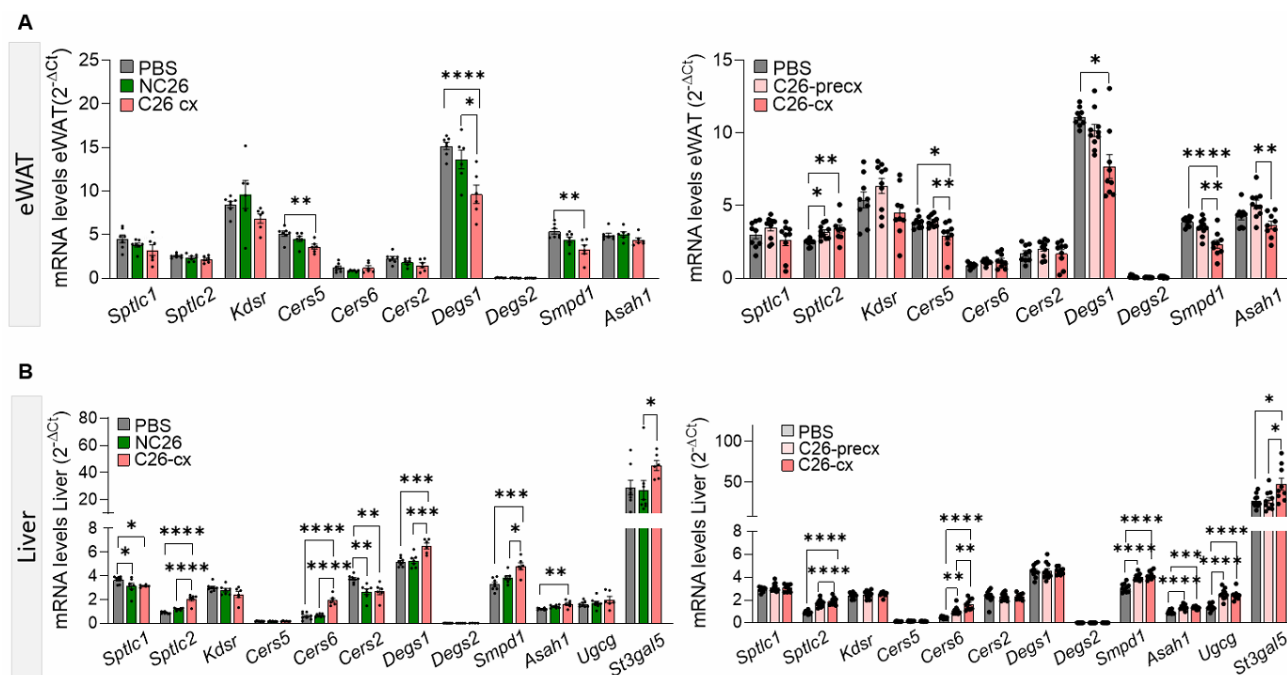 A
eWAT
mRNA levels eWAT(2^-ΔCt)
25
20
15
10
5
0
PBS
NC26
C26 cx
**
****
*
**
Sptlc1 Sptlc2 Kdsr Cers5 Cers6 Cers2 Degs1 Degs2 Smpd1 Asah1
mRNA levels eWAT (2^-ΔCt)
15
10
5
0
PBS
C26-precx
C26-cx
**
*
*
**
*
****
**
**
Sptlc1 Sptlc2 Kdsr Cers5 Cers6 Cers2 Degs1 Degs2 Smpd1 Asah1
B
Liver
mRNA levels Liver (2^-ΔCt)
80
60
40
20
8
6
4
2
0
PBS
NC26
C26-cx
*
*
****
****
****
****
**
**
***
***
***
*
**
*
Sptlc1 Sptlc2 Kdsr Cers5 Cers6 Cers2 Degs1 Degs2 Smpd1 Asah1 Ugcg St3gal5
mRNA levels Liver (2^-ΔCt)
100
50
8
6
4
2
0
PBS
C26-precx
C26-cx
****
****
****
**
**
****
****
***
****
****
****
*
*
Sptlc1 Sptlc2 Kdsr Cers5 Cers6 Cers2 Degs1 Degs2 Smpd1 Asah1 Ugcg St3gal5